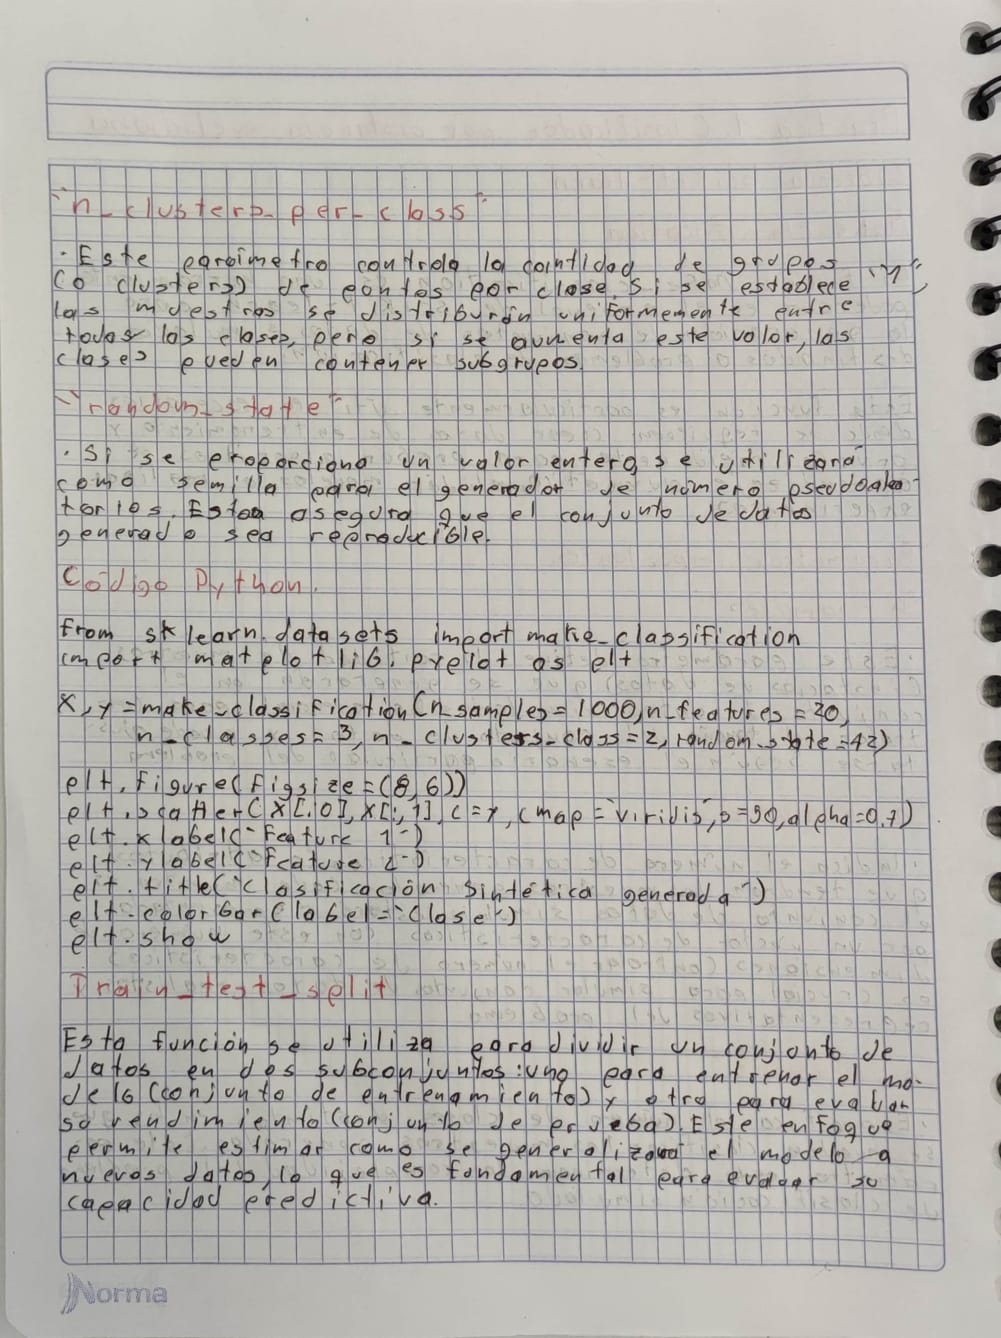 "n_clusters_per_class"
· Este parámetro controla la cantidad de grupos
(o clusters) de puntos por clase. Si se establece "1",
las muestras se distriburán uniformemente entre
todas las clases, pero si se aumenta este valor, las
clases pueden contener subgrupos.
"random_state"
· Si se proporciona un valor entero, se utilizará
como semilla para el generador de número pseudoalea-
torios. Esto asegura que el conjunto de datos
generado sea reproducible.
Código Python.
from sklearn.datasets import make_classification
import matplotlib.pyplot as plt
X, y = make_classification(n_samples=1000, n_features=20,
n_classes=3, n_clusters_class=2, random_state=42)
plt.figure(figsize=(8,6))
plt.scatter(X[:,0], X[:,1], c=y, cmap="viridis", s=50, alpha=0.7)
plt.xlabel("Feature 1")
plt.ylabel("Feature 2")
plt.title("Clasificación Sintética generada")
plt.colorbar(label="Clase")
plt.show
Train_test_split
Esta función se utiliza para dividir un conjunto de
datos en dos subconjuntos: uno para entrenar el mo-
delo (conjunto de entrenamiento) y otro para evaluar
su rendimiento (conjunto de prueba). Este enfoque
permite estimar como se generalizará el modelo a
nuevos datos, lo que es fundamental para evaluar su
capacidad predictiva.
Norma